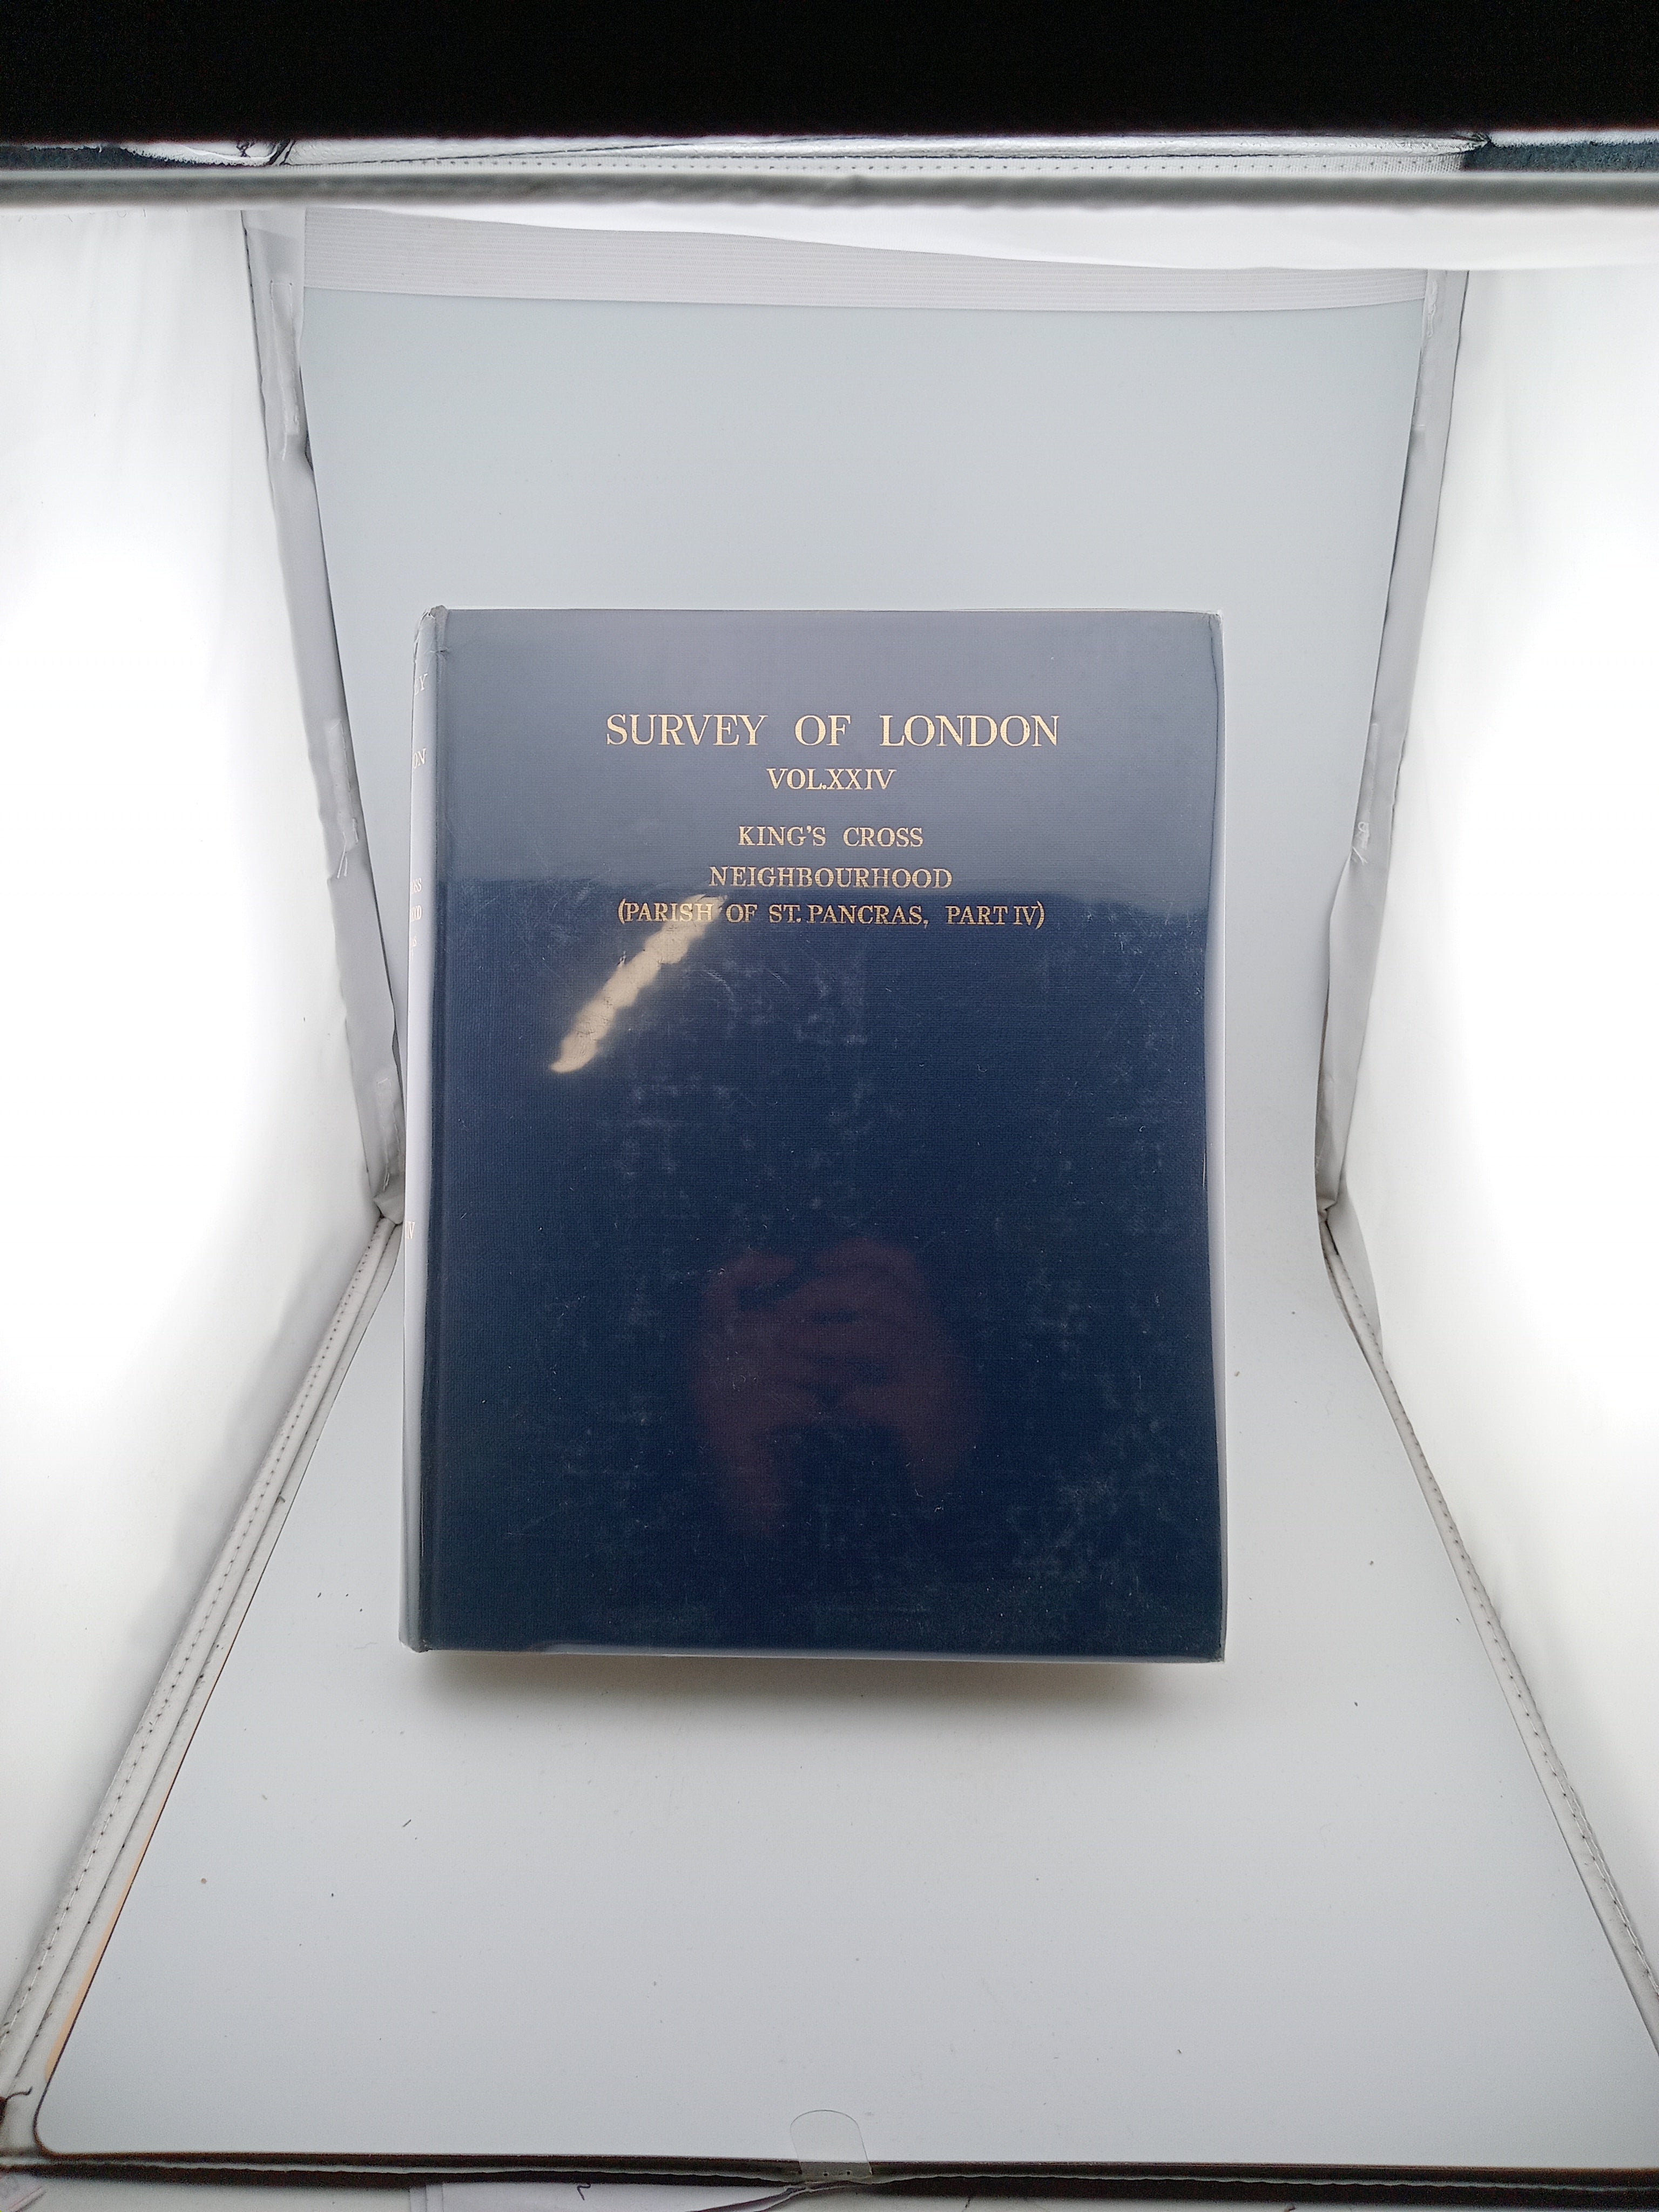 SURVEY OF LONDON
VOL.XXIV
KING'S CROSS
NEIGHBOURHOOD
(PARISH OF ST. PANCRAS, PART IV)